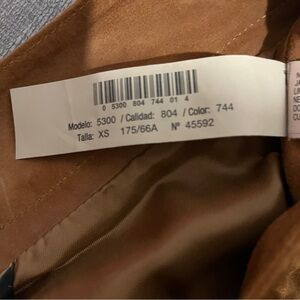 0 5300 804 744 01 4
Modelo: 5300 / Calidad: 804 / Color: 744
Talla: XS 175/66A Nº 45592